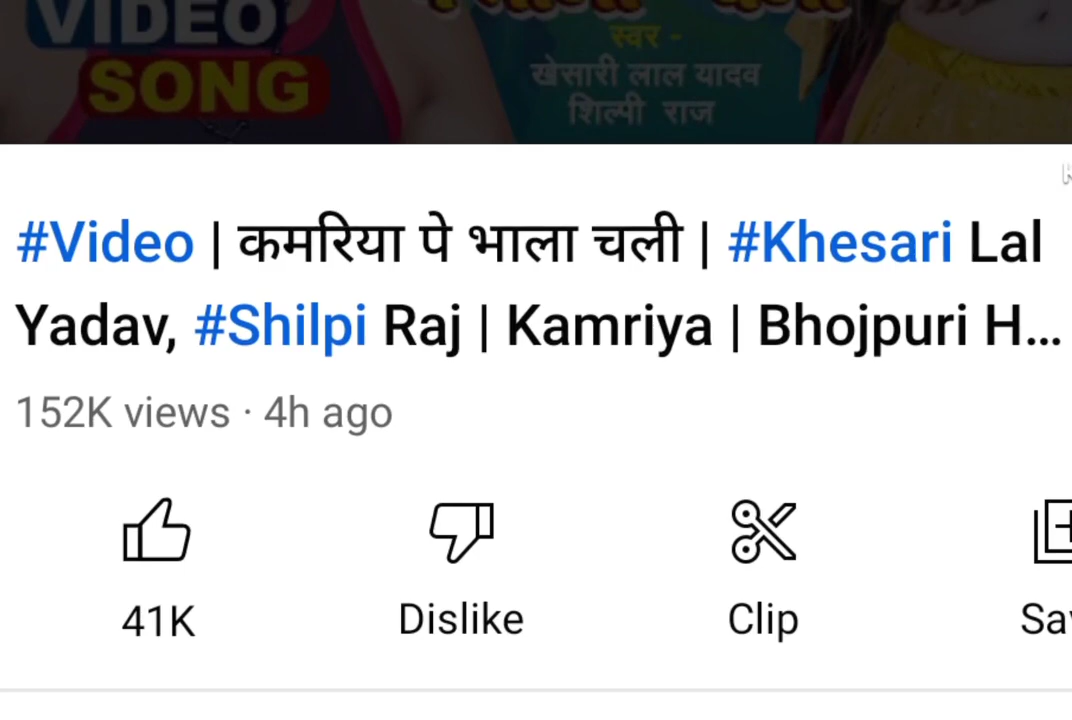 VIDEO
SONG
स्वर -
खेसारी लाल यादव
शिल्पी राज
#Video | कमरिया पे भाला चली | #Khesari Lal
Yadav, #Shilpi Raj | Kamriya | Bhojpuri H...
152K views · 4h ago
41K
Dislike
Clip
Sav